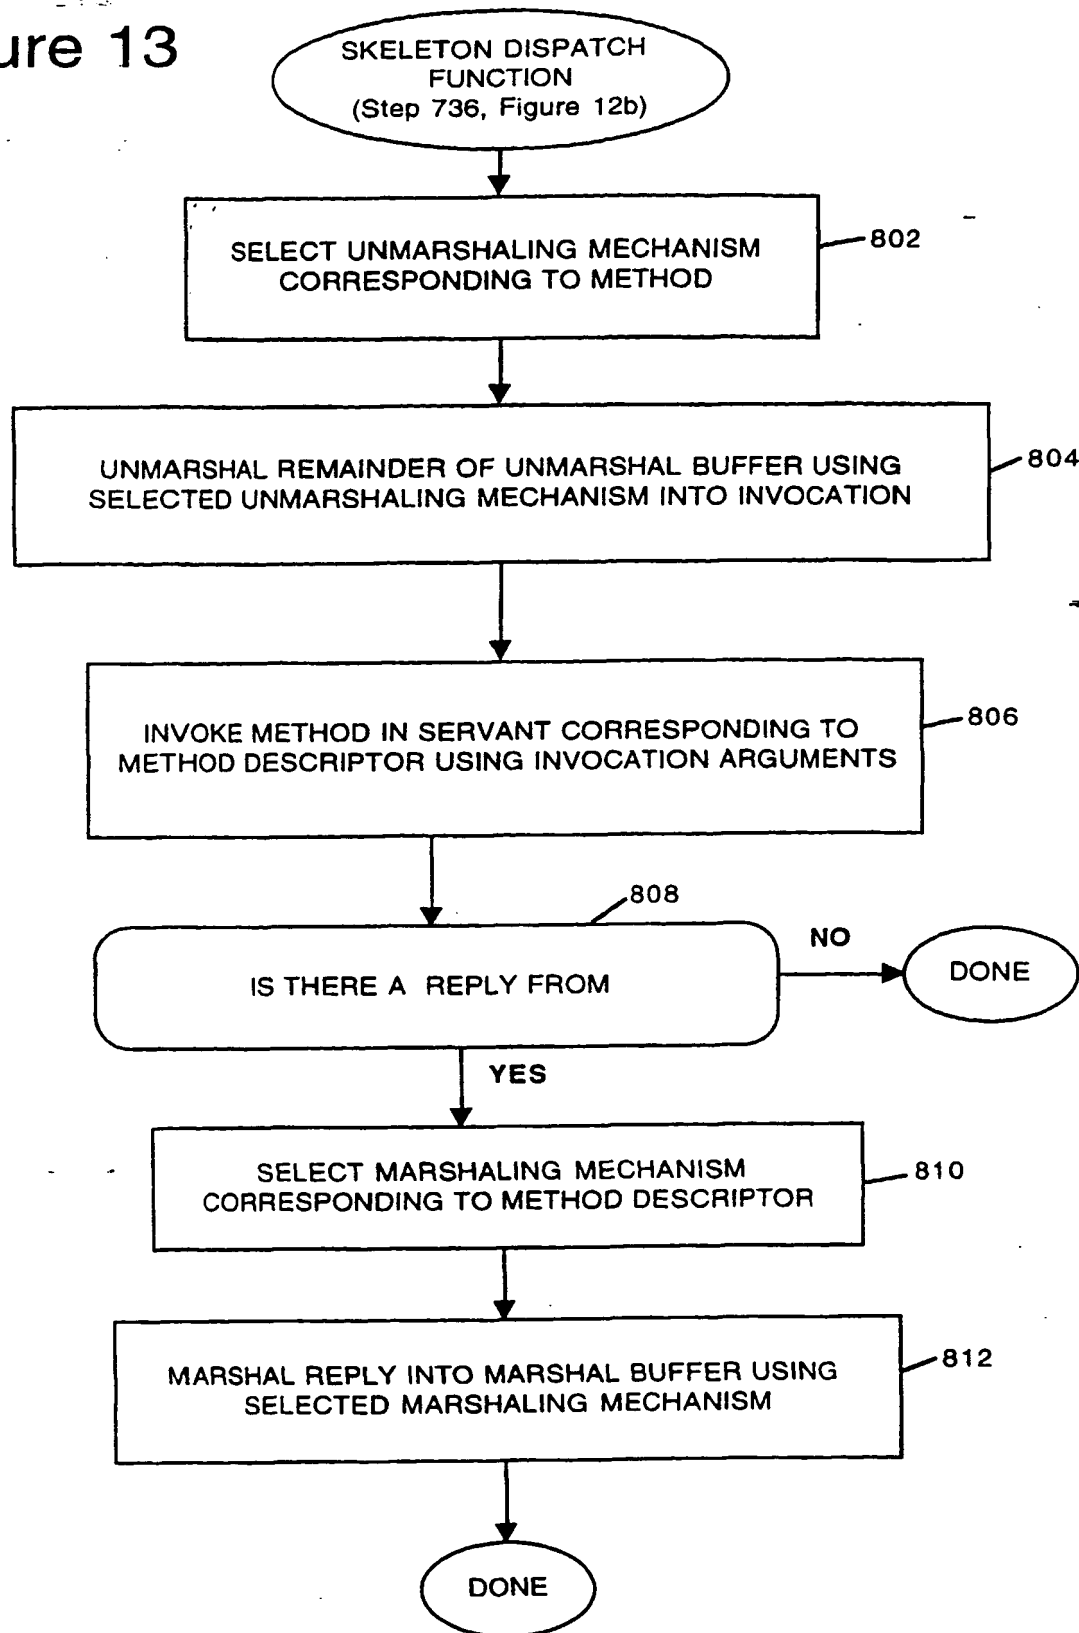 ure 13
SKELETON DISPATCH
FUNCTION
(Step 736, Figure 12b)
802
SELECT UNMARSHALING MECHANISM
CORRESPONDING TO METHOD
804
UNMARSHAL REMAINDER OF UNMARSHAL BUFFER USING
SELECTED UNMARSHALING MECHANISM INTO INVOCATION
806
INVOKE METHOD IN SERVANT CORRESPONDING TO
METHOD DESCRIPTOR USING INVOCATION ARGUMENTS
808
IS THERE A REPLY FROM
NO
DONE
YES
810
SELECT MARSHALING MECHANISM
CORRESPONDING TO METHOD DESCRIPTOR
812
MARSHAL REPLY INTO MARSHAL BUFFER USING
SELECTED MARSHALING MECHANISM
DONE